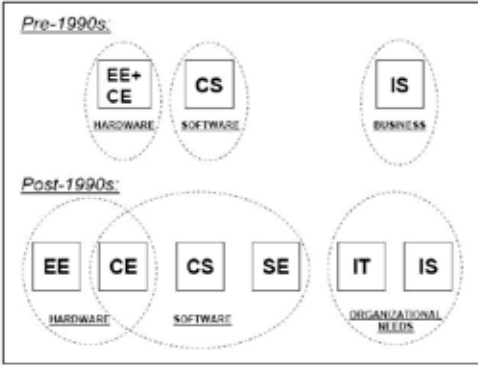 Pre-1990s:
EE+
CE
CS
IS
HARDWARE
SOFTWARE
BUSINESS
Post-1990s:
EE
CE
CS
SE
IT
IS
HARDWARE
SOFTWARE
ORGANIZATIONAL
NEEDS